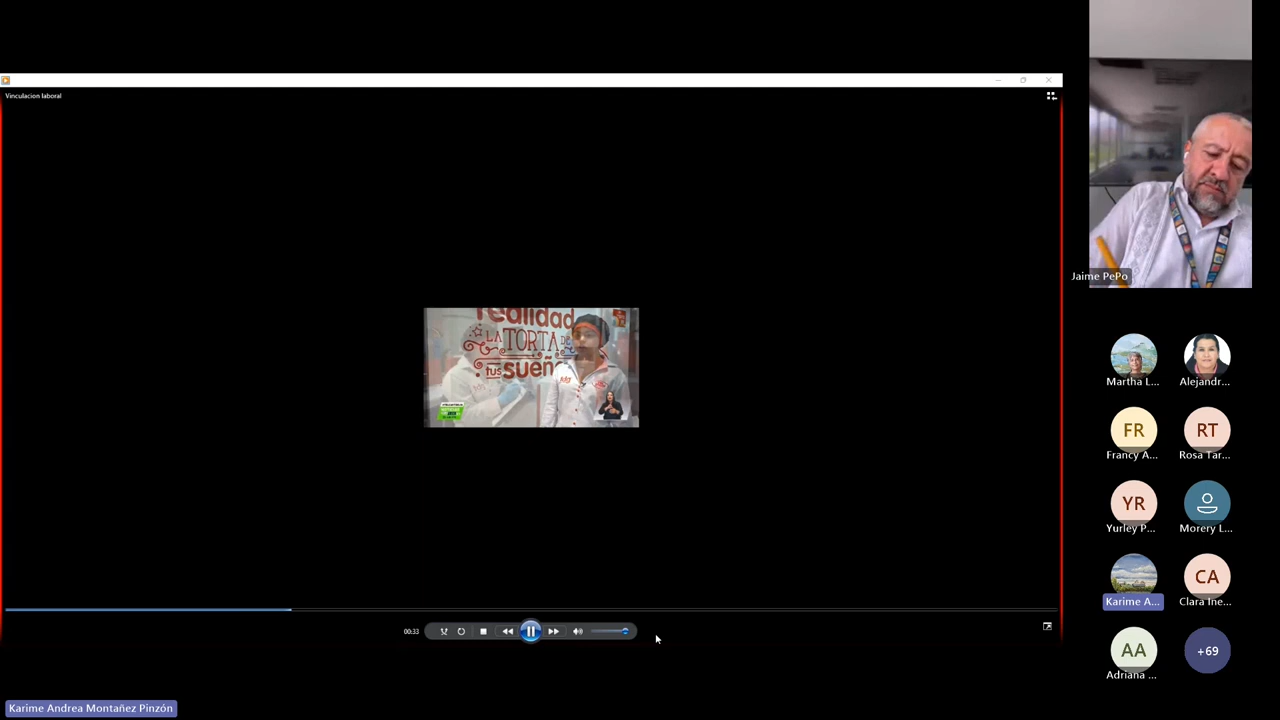 Vinculacion laboral
realidad
LA TORTA DE
tus sueñ
00:33
Jaime PePo
Martha L...
Alejandr...
FR
Francy A...
RT
Rosa Tar...
YR
Yurley P...
Morery L...
Karime A...
CA
Clara Ine...
AA
Adriana ...
+69
Karime Andrea Montañez Pinzón